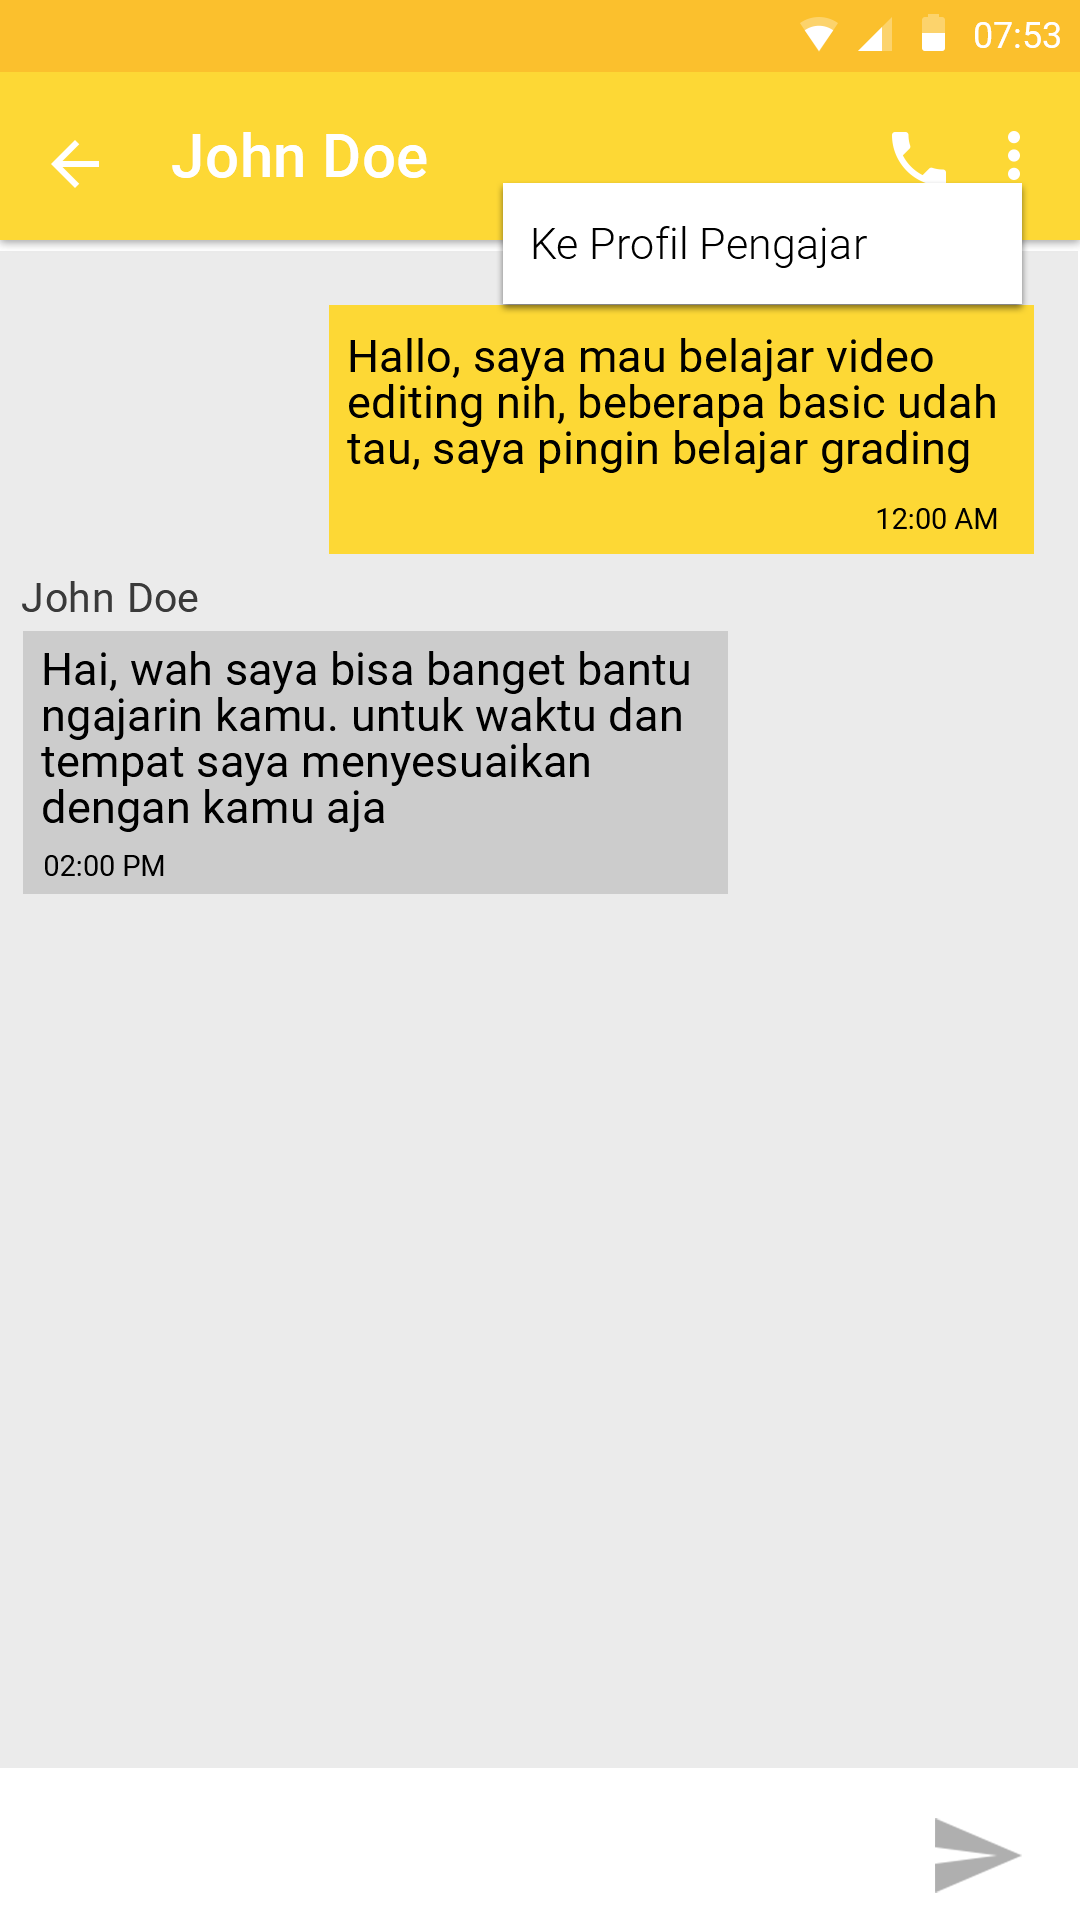 07:53
John Doe
Ke Profil Pengajar
Hallo, saya mau belajar video
editing nih, beberapa basic udah
tau, saya pingin belajar grading
12:00 AM
John Doe
Hai, wah saya bisa banget bantu
ngajarin kamu. untuk waktu dan
tempat saya menyesuaikan
dengan kamu aja
02:00 PM